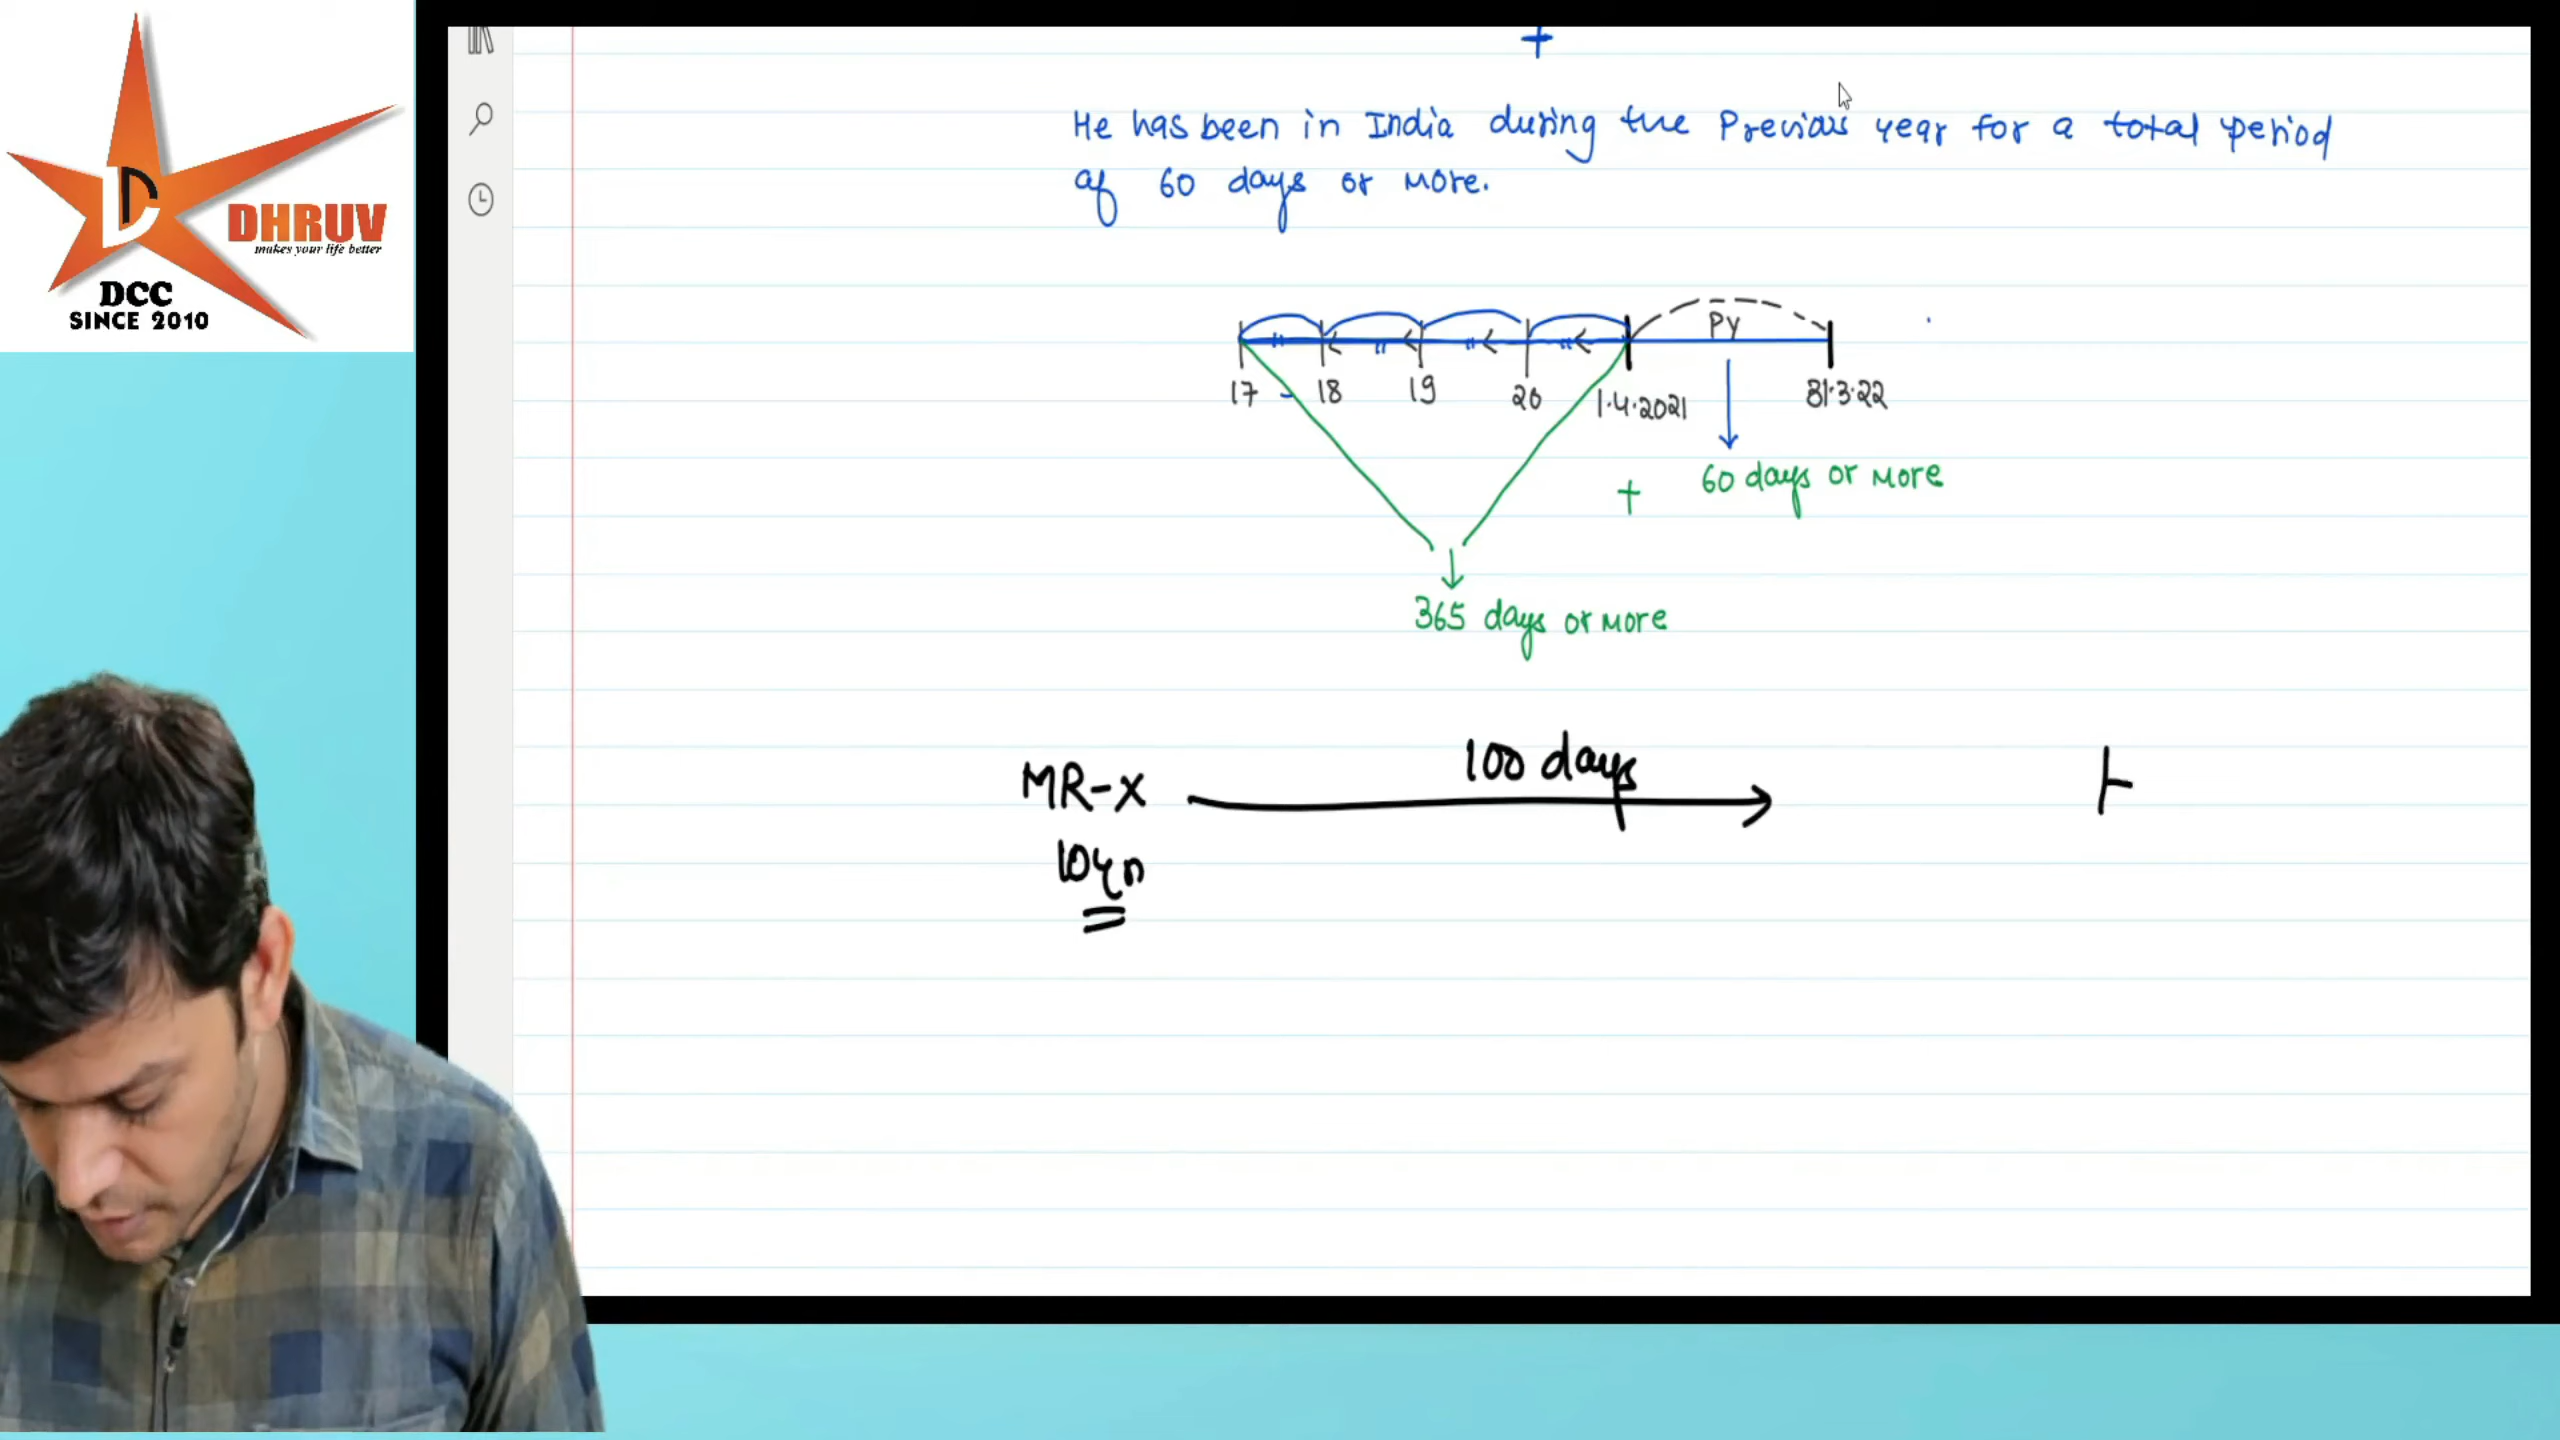 DC
DHRUV
makes your life better
DCC
SINCE 2010
+
He has been in India during the Previous year for a total period
of 60 days or more.
PY
17 18 19 20 1.4.2021 31.3.22
+ 60 days or more
365 days or more
MR-X 100 days